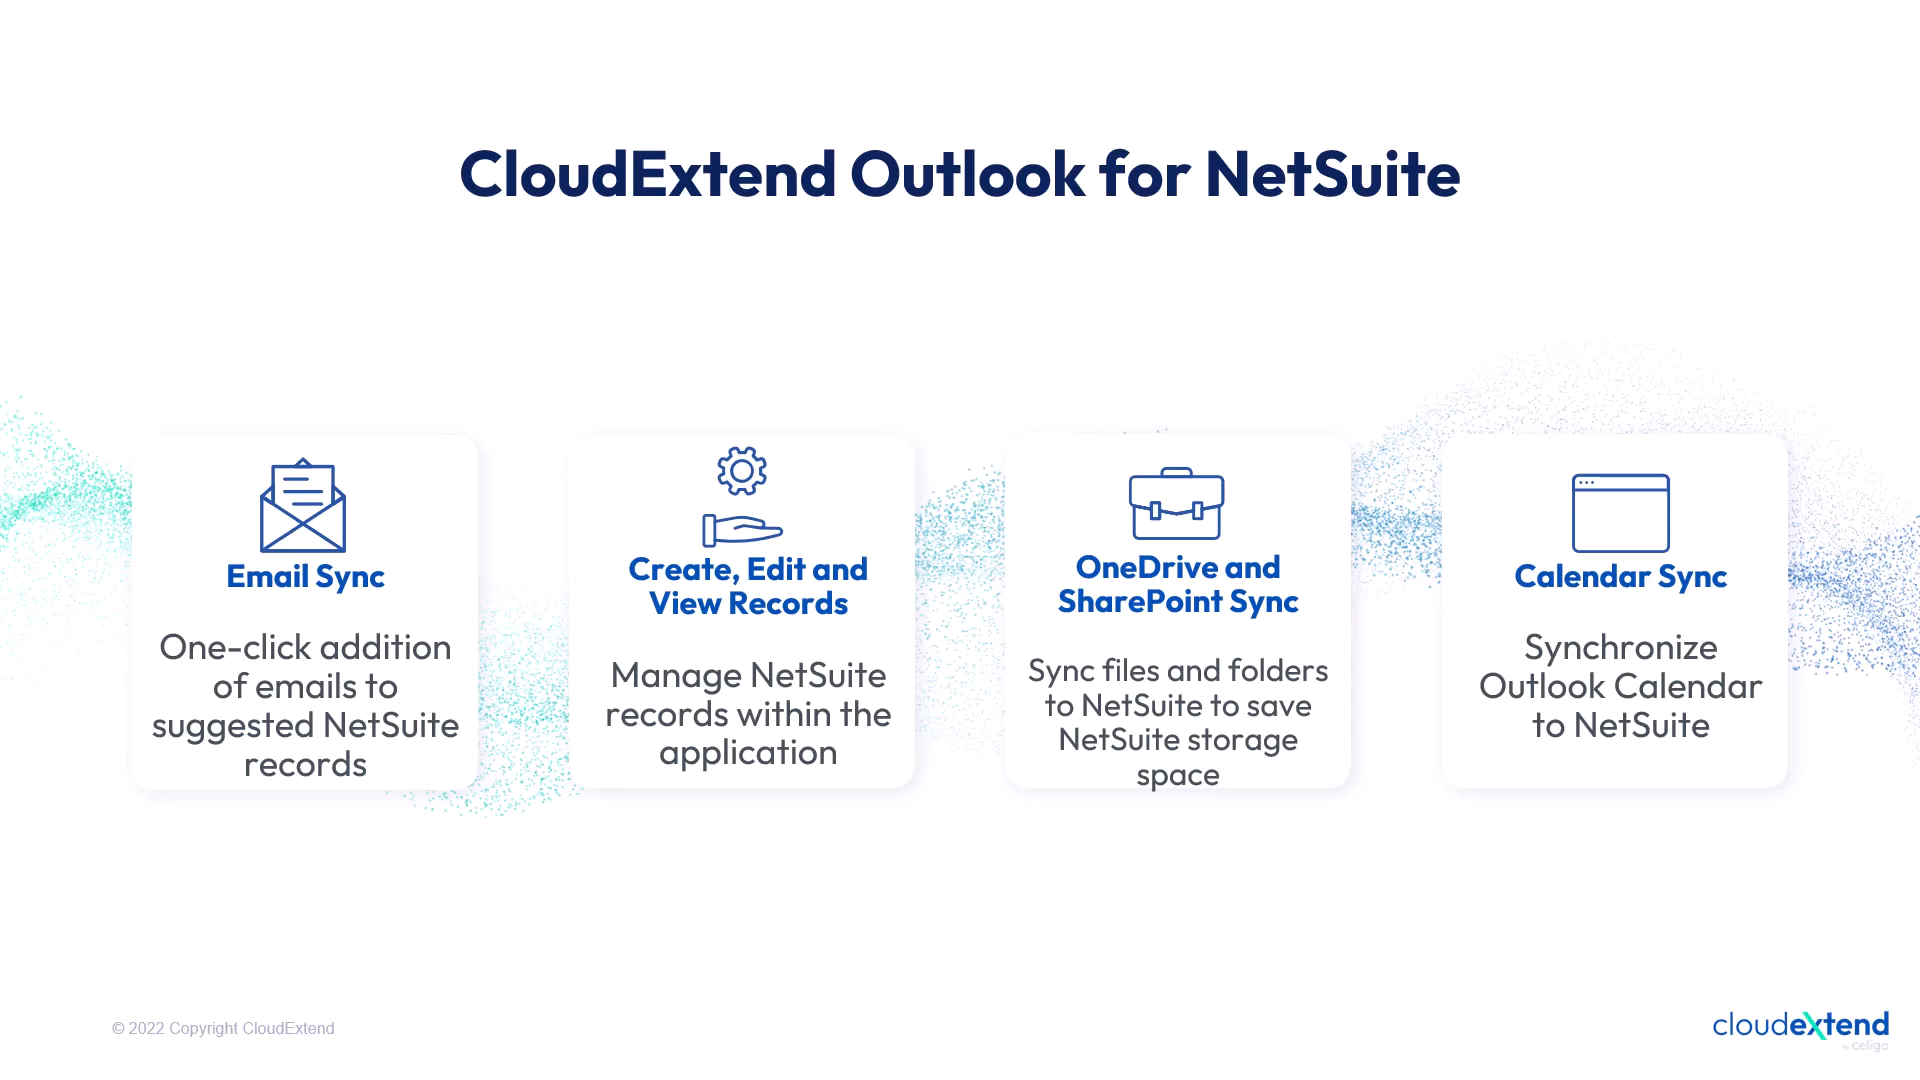 CloudExtend Outlook for NetSuite
Email Sync
One-click addition
of emails to
suggested NetSuite
records
Create, Edit and
View Records
Manage NetSuite
records within the
application
OneDrive and
SharePoint Sync
Sync files and folders
to NetSuite to save
NetSuite storage
space
Calendar Sync
Synchronize
Outlook Calendar
to NetSuite
© 2022 Copyright CloudExtend
cloudextend
by celigo